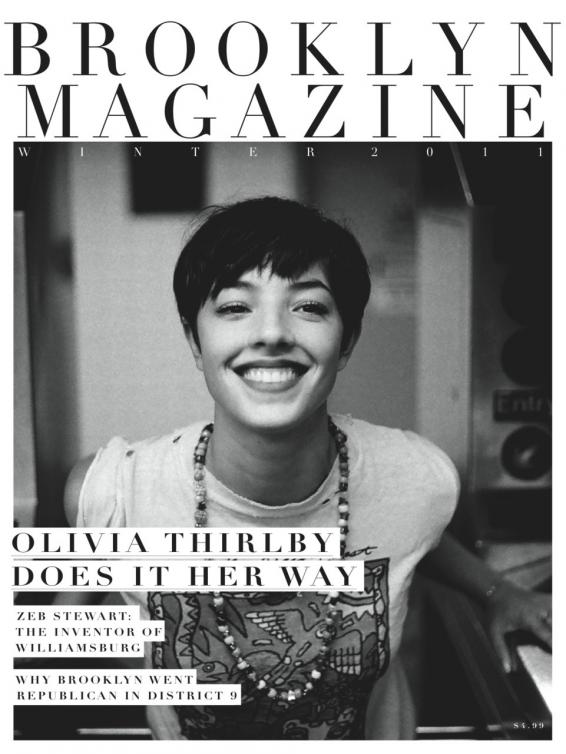 BROOKLYN
MAGAZINE
WINTER 2011
Entry
OLIVIA THIRLBY
DOES IT HER WAY
ZEB STEWART:
THE INVENTOR OF
WILLIAMSBURG
WHY BROOKLYN WENT
REPUBLICAN IN DISTRICT 9
$4.99